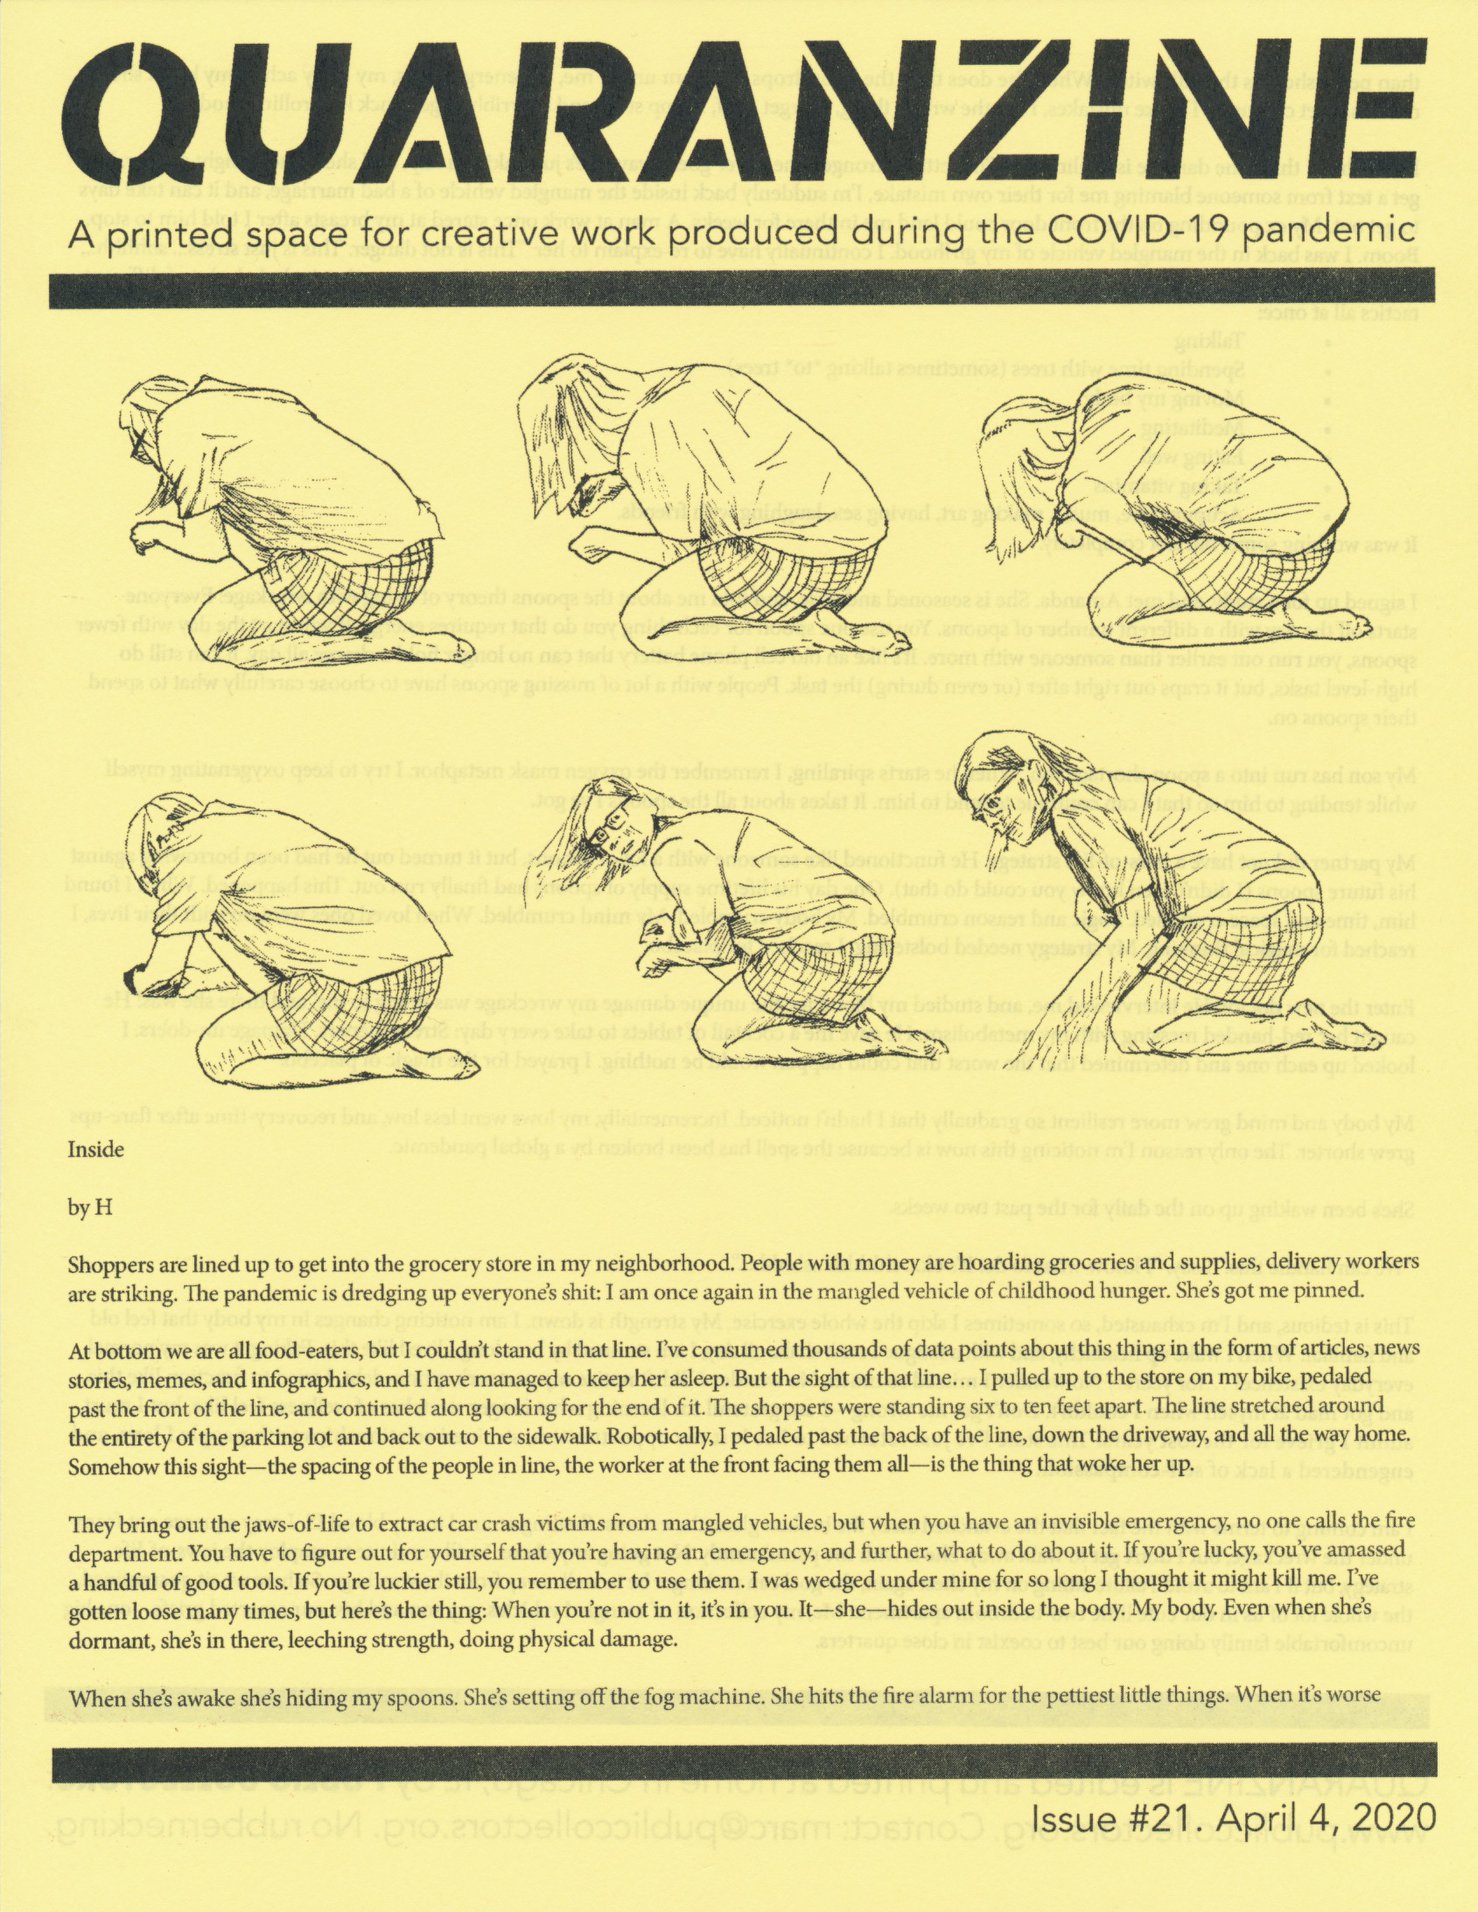 QUARANZINE
A printed space for creative work produced during the COVID-19 pandemic
Inside
by H
Shoppers are lined up to get into the grocery store in my neighborhood. People with money are hoarding groceries and supplies, delivery workers
are striking. The pandemic is dredging up everyone’s shit: I am once again in the mangled vehicle of childhood hunger. She’s got me pinned.
At bottom we are all food-eaters, but I couldn’t stand in that line. I’ve consumed thousands of data points about this thing in the form of articles, news
stories, memes, and infographics, and I have managed to keep her asleep. But the sight of that line… I pulled up to the store on my bike, pedaled
past the front of the line, and continued along looking for the end of it. The shoppers were standing six to ten feet apart. The line stretched around
the entirety of the parking lot and back out to the sidewalk. Robotically, I pedaled past the back of the line, down the driveway, and all the way home.
Somehow this sight—the spacing of the people in line, the worker at the front facing them all—is the thing that woke her up.
They bring out the jaws-of-life to extract car crash victims from mangled vehicles, but when you have an invisible emergency, no one calls the fire
department. You have to figure out for yourself that you’re having an emergency, and further, what to do about it. If you’re lucky, you’ve amassed
a handful of good tools. If you’re luckier still, you remember to use them. I was wedged under mine for so long I thought it might kill me. I’ve
gotten loose many times, but here’s the thing: When you’re not in it, it’s in you. It—she—hides out inside the body. My body. Even when she’s
dormant, she’s in there, leeching strength, doing physical damage.
When she’s awake she’s hiding my spoons. She’s setting off the fog machine. She hits the fire alarm for the pettiest little things. When it’s worse
Issue #21. April 4, 2020